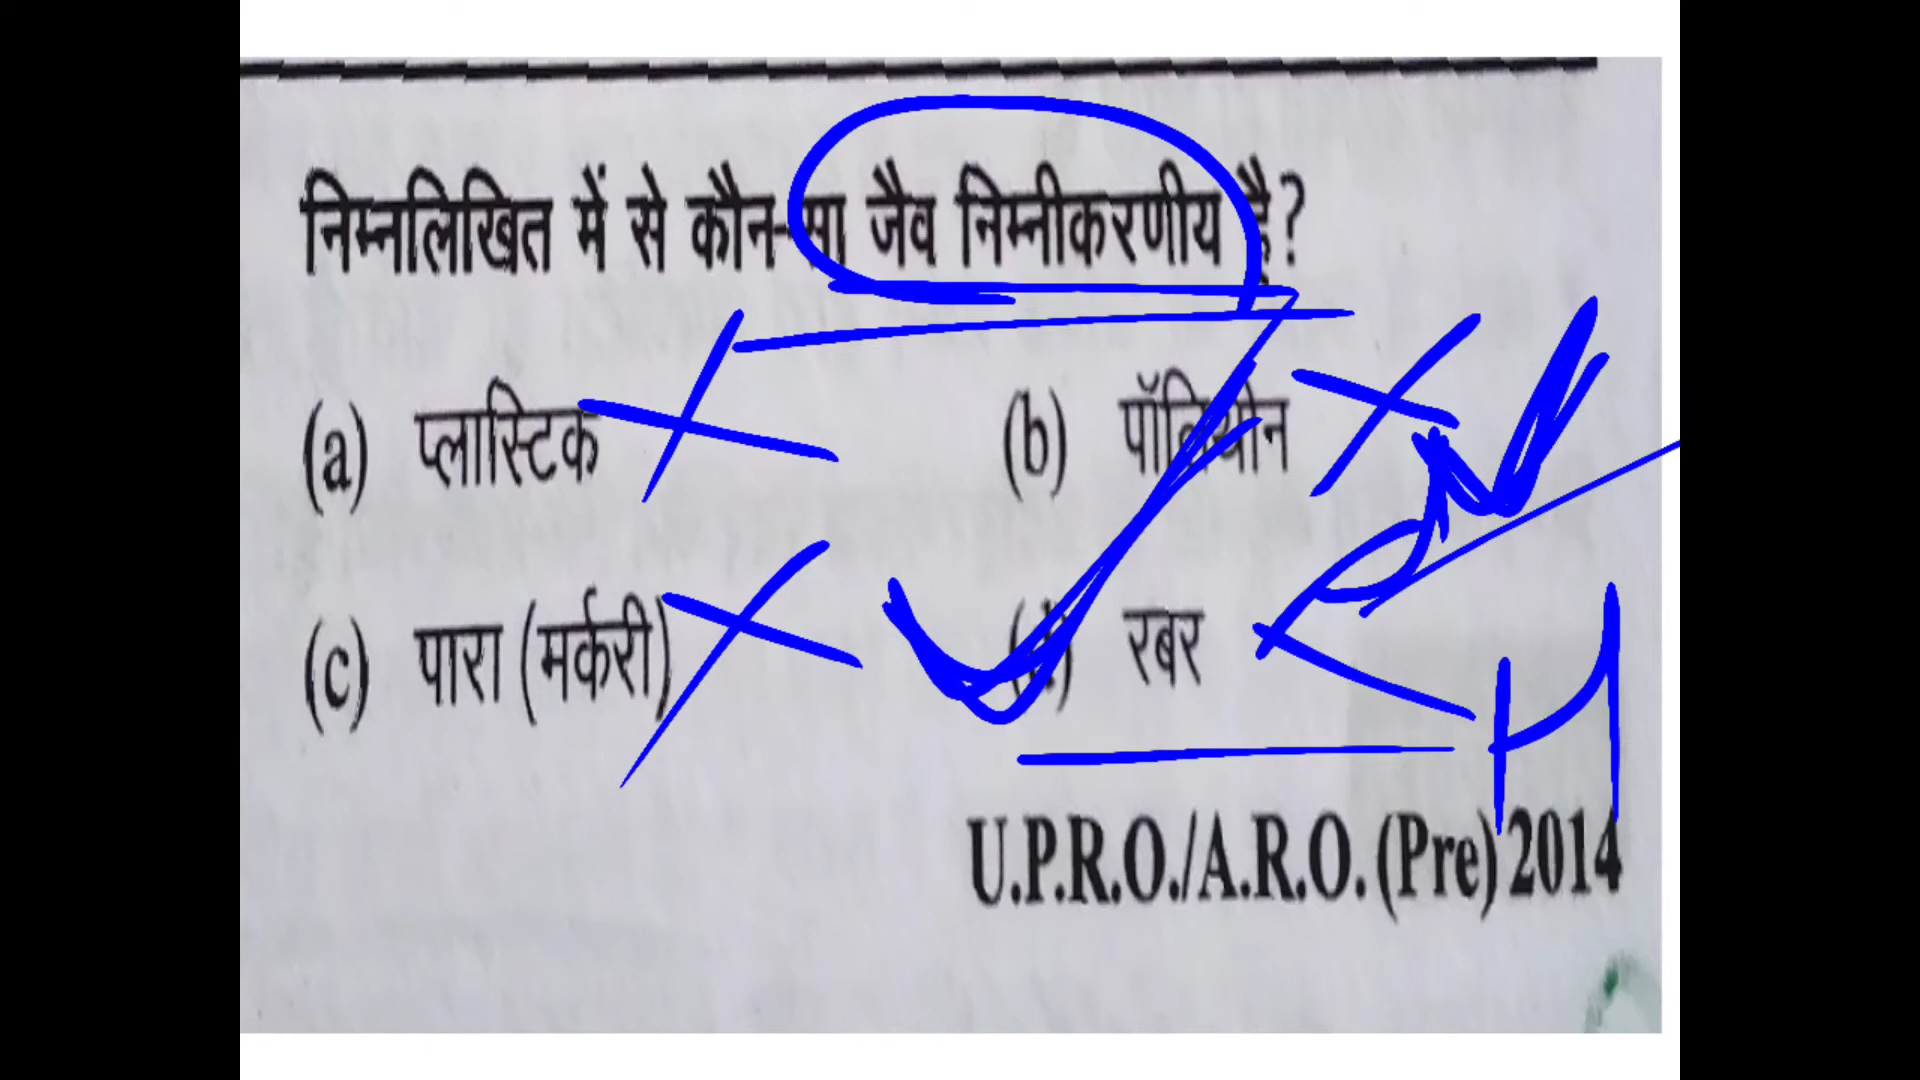 निम्नलिखित में से कौन-सा जैव निम्नीकरणीय है?
(a) प्लास्टिक (b) पॉलिथीन
(c) पारा (मर्करी) (d) रबर
U.P.R.O./A.R.O. (Pre) 2014